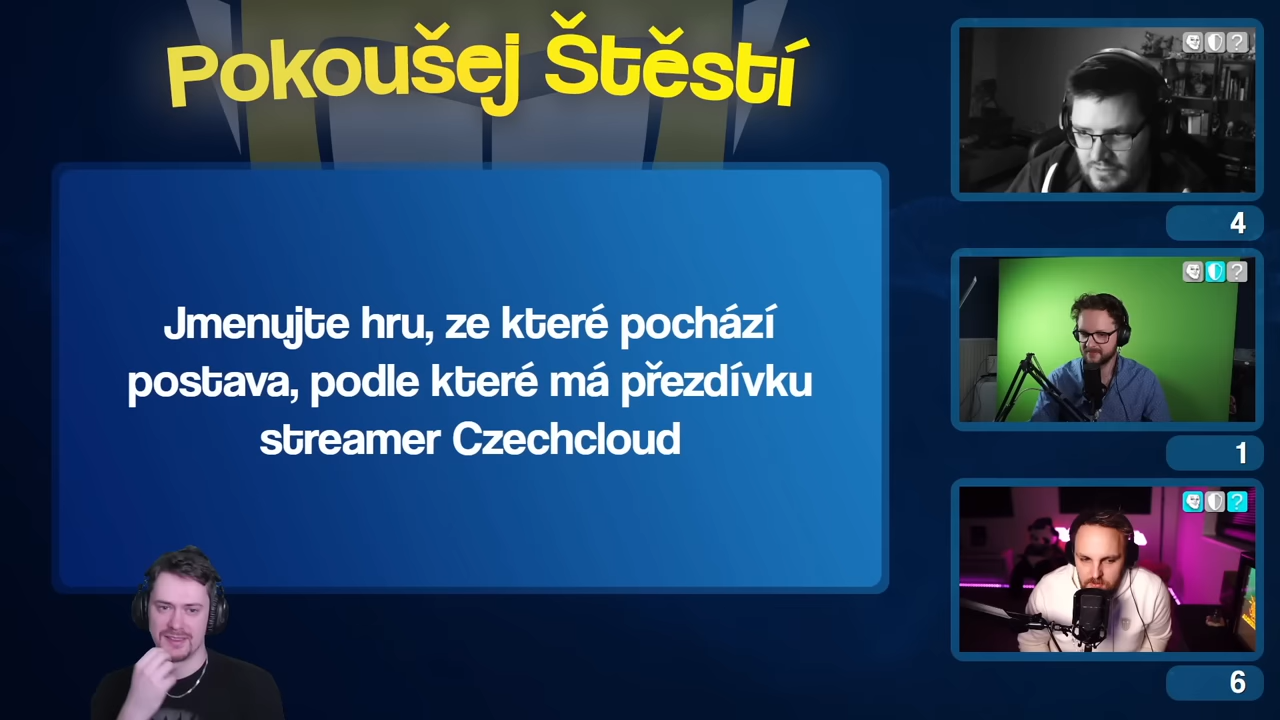 Pokoušej Štěstí
Jmenujte hru, ze které pochází
postava, podle které má přezdívku
streamer Czechcloud
?
4
?
1
?
6